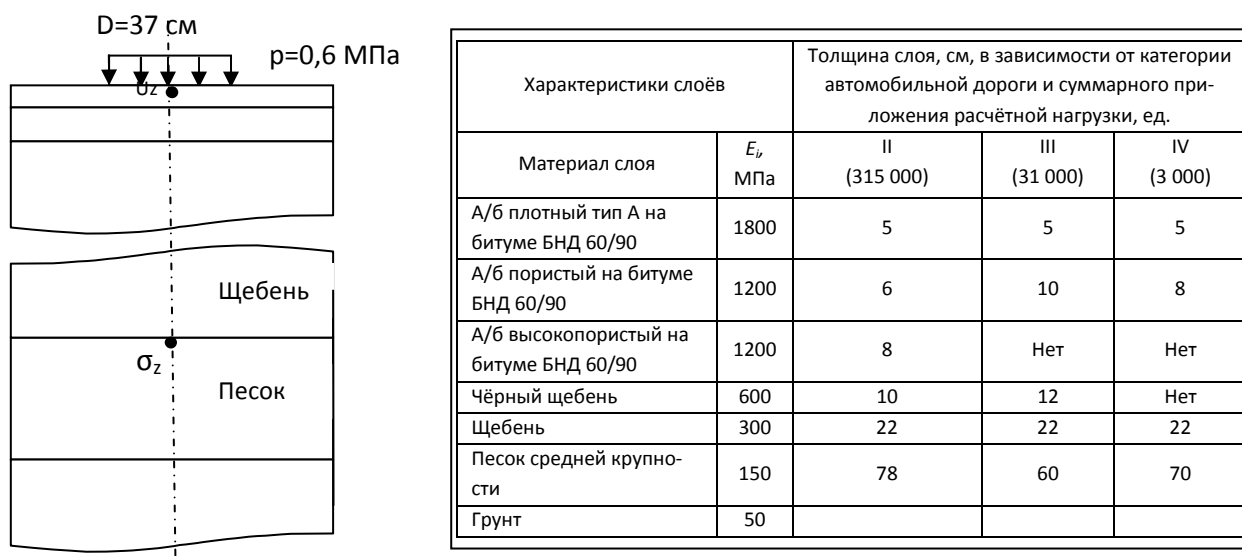 D=37 см
p=0,6 МПа
Uz
Щебень
σz
Песок
Характеристики слоёв
Толщина слоя, см, в зависимости от категории
автомобильной дороги и суммарного при-
ложения расчётной нагрузки, ед.
Материал слоя
Ei,
МПа
II
(315 000)
III
(31 000)
IV
(3 000)
А/б плотный тип А на
битуме БНД 60/90
1800
5
5
5
А/б пористый на битуме
БНД 60/90
1200
6
10
8
А/б высокопористый на
битуме БНД 60/90
1200
8
Нет
Нет
Чёрный щебень
600
10
12
Нет
Щебень
300
22
22
22
Песок средней крупно-
сти
150
78
60
70
Грунт
50